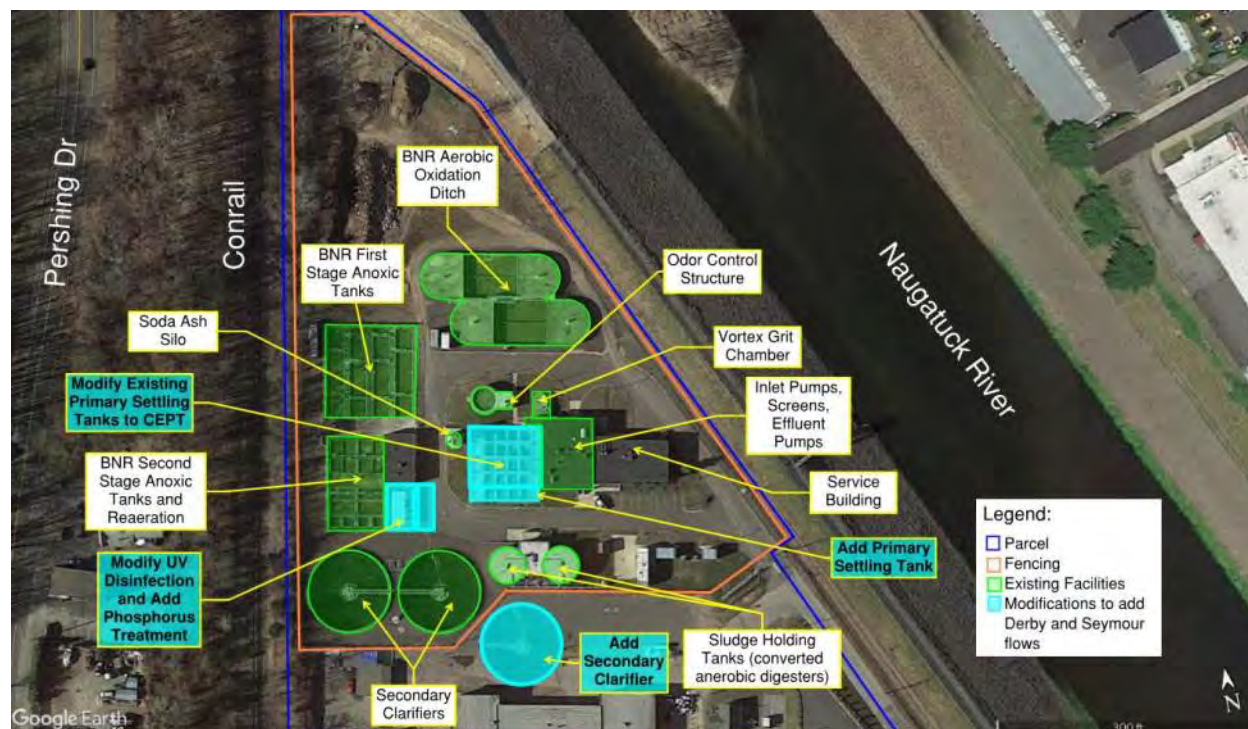 Pershing Dr
Conrail
Naugatuck River
BNR Aerobic
Oxidation
Ditch
BNR First
Stage Anoxic
Tanks
Odor Control
Structure
Soda Ash
Silo
Vortex Grit
Chamber
Modify Existing
Primary Settling
Tanks to CEPT
Inlet Pumps,
Screens,
Effluent
Pumps
BNR Second
Stage Anoxic
Tanks and
Reaeration
Service
Building
Modify UV
Disinfection
and Add
Phosphorus
Treatment
Add Primary
Settling Tank
Add
Secondary
Clarifier
Sludge Holding
Tanks (converted
anerobic digesters)
Secondary
Clarifiers
Legend:
Parcel
Fencing
Existing Facilities
Modifications to add
Derby and Seymour
flows
N
Google Earth
300 ft